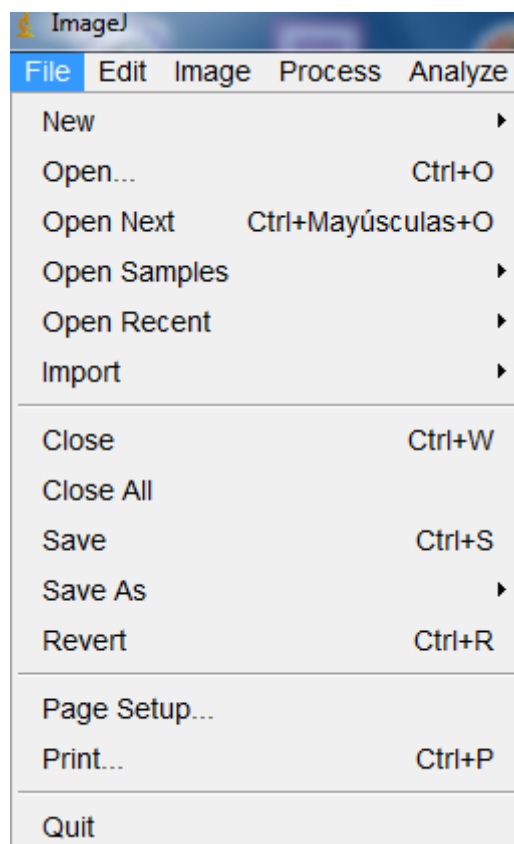 ImageJ
File Edit Image Process Analyze
New
Open... Ctrl+O
Open Next Ctrl+Mayúsculas+O
Open Samples
Open Recent
Import
Close Ctrl+W
Close All
Save Ctrl+S
Save As
Revert Ctrl+R
Page Setup...
Print... Ctrl+P
Quit